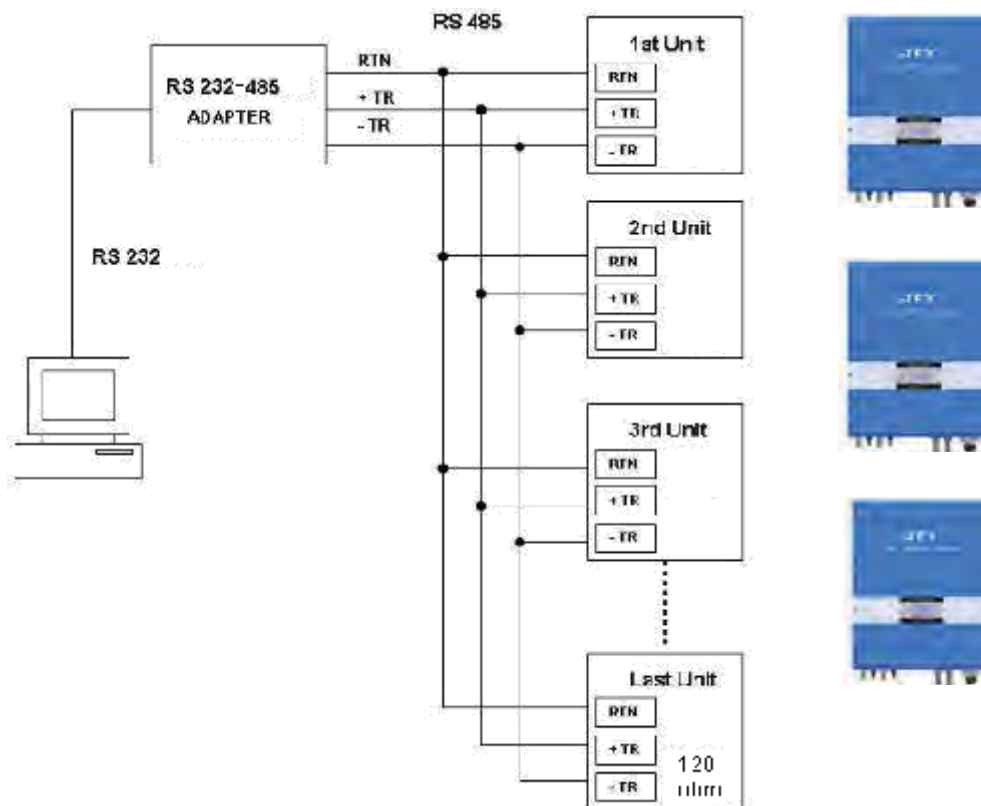 RS 485
RTN
+ TR
- TR
RS 232-485
ADAPTER
RS 232
1st Unit
RTN
+ TR
- TR
2nd Unit
RTN
+ TR
- TR
3rd Unit
RTN
+ TR
- TR
Last Unit
RTN
+ TR
- TR
120
ohm